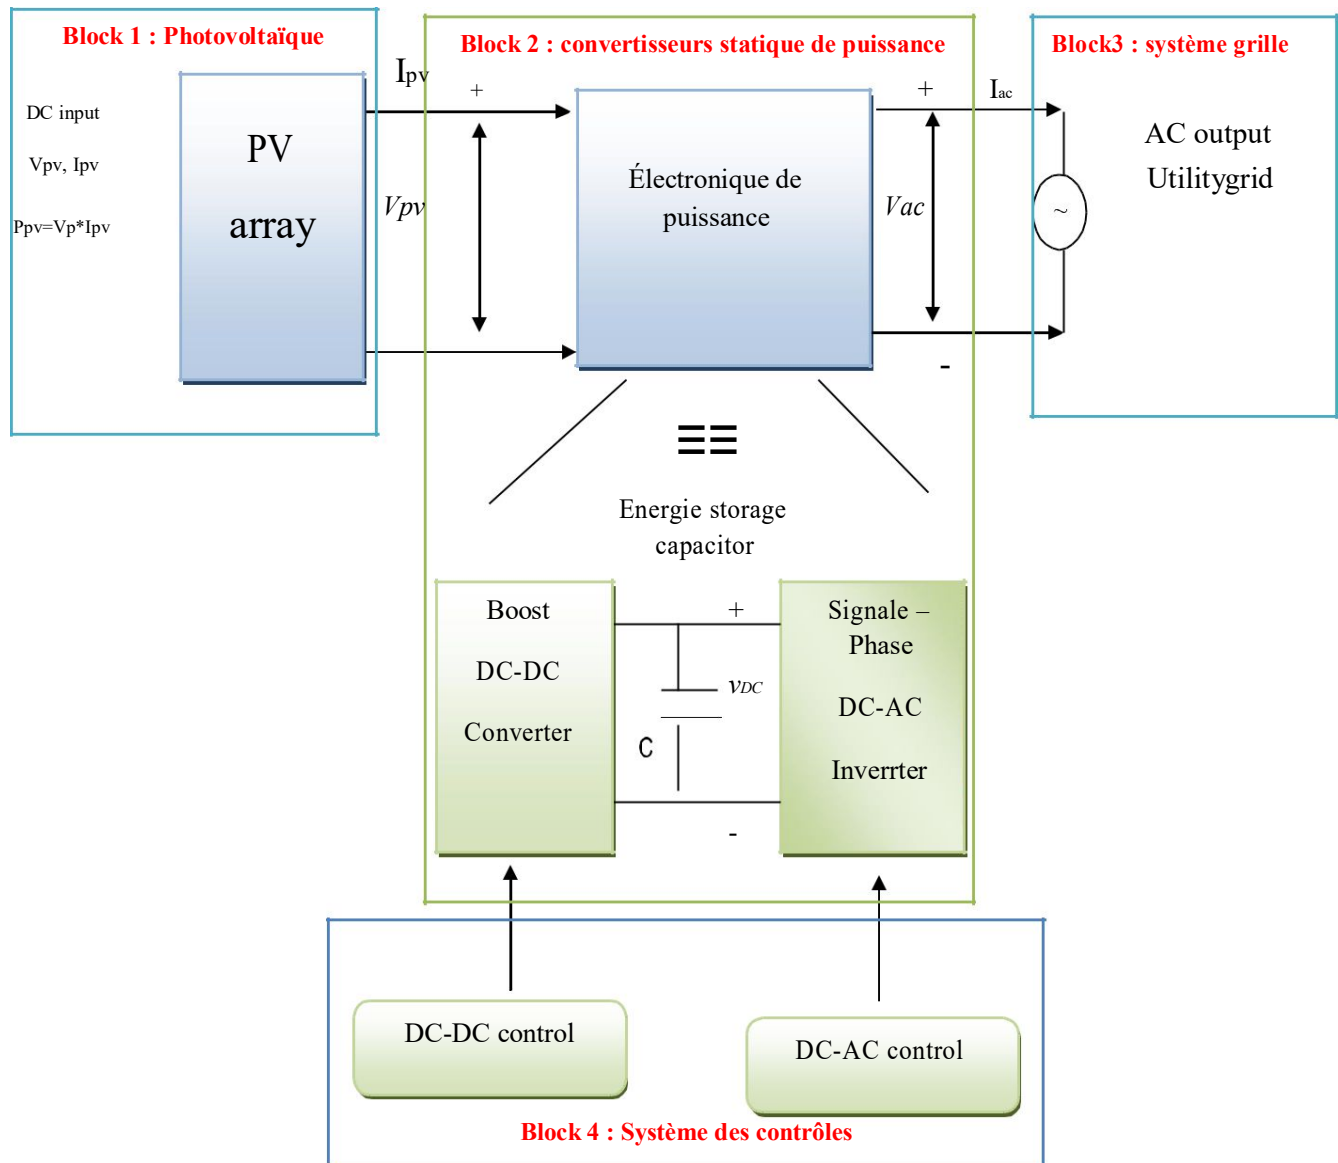 Block 1 : Photovoltaïque
DC input
Vpv, Ipv
Ppv=Vp*Ipv
PV
array
Block 2 : convertisseurs statique de puissance
Ipv
+
Vpv
Électronique de
puissance
+
Iac
Vac
-
Block3 : système grille
AC output
Utilitygrid
~
Energie storage
capacitor
Boost
DC-DC
Converter
+
vDC
C
-
Signale –
Phase
DC-AC
Inverrter
DC-DC control
DC-AC control
Block 4 : Système des contrôles